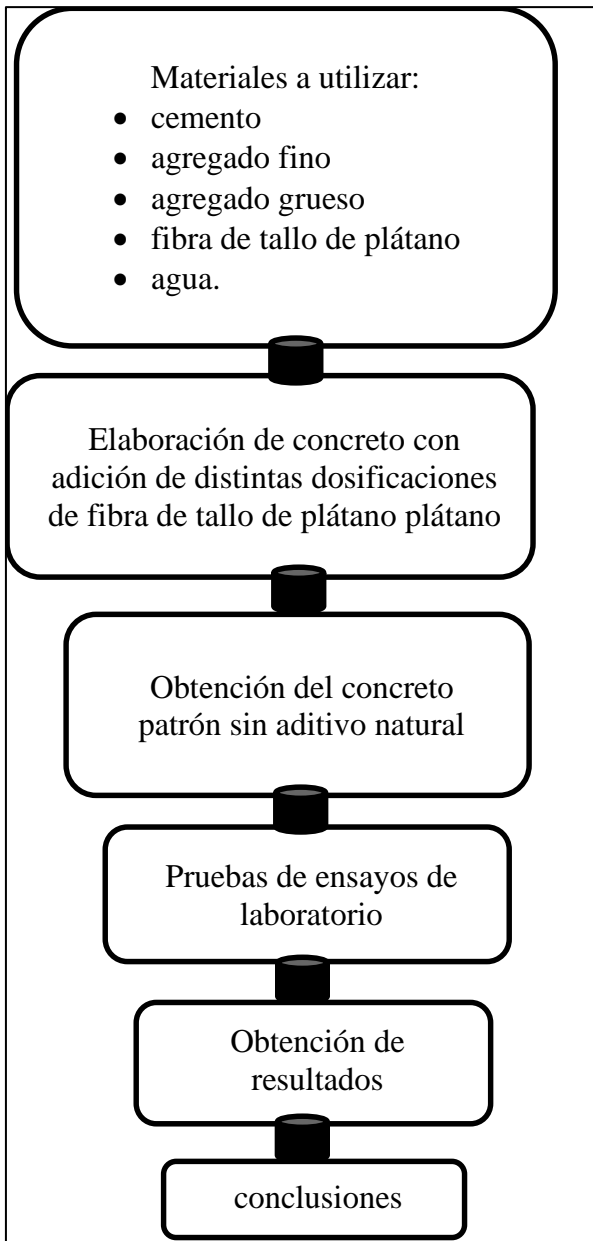 Materiales a utilizar:
• cemento
• agregado fino
• agregado grueso
• fibra de tallo de plátano
• agua.
Elaboración de concreto con
adición de distintas dosificaciones
de fibra de tallo de plátano plátano
Obtención del concreto
patrón sin aditivo natural
Pruebas de ensayos de
laboratorio
Obtención de
resultados
conclusiones